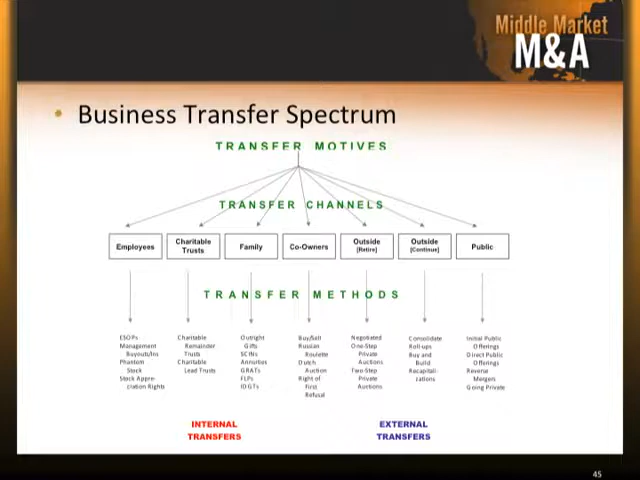 Middle Market
M&A
• Business Transfer Spectrum
TRANSFER MOTIVES
TRANSFER CHANNELS
Employees
Charitable
Trusts
Family
Co-Owners
Outside
[Retire]
Outside
[Continue]
Public
TRANSFER METHODS
ESOPs
Management
Buyouts/Ins
Phantom
Stock
Stock Appre-
ciation Rights
Charitable
Remainder
Trusts
Charitable
Lead Trusts
Outright
Gifts
SCINs
Annuities
GRATs
FLPs
IDGTs
Buy/Sell
Russian
Roulette
Dutch
Auction
Right of
First
Refusal
Negotiated
One-Step
Private
Auctions
Two-Step
Private
Auctions
Consolidate
Roll-ups
Buy and
Build
Recapitali-
zations
Initial Public
Offerings
Direct Public
Offerings
Reverse
Mergers
Going Private
INTERNAL
TRANSFERS
EXTERNAL
TRANSFERS
45